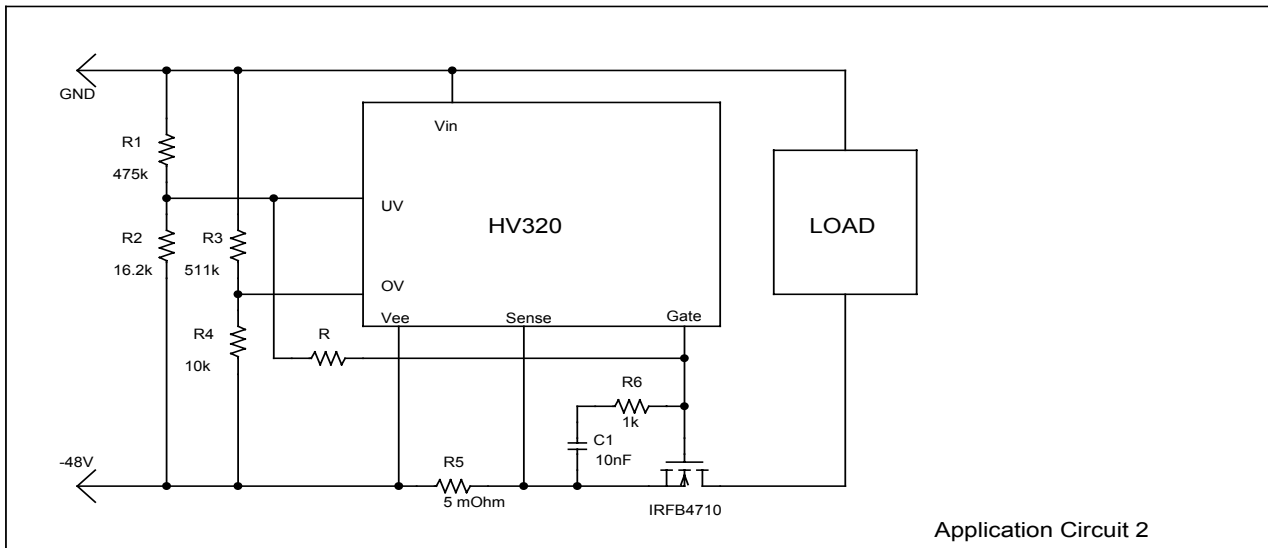 GND
R1
475k
Vin
UV
HV320
LOAD
R2
16.2k
R3
511k
OV
Vee
Sense
Gate
R4
10k
R
R6
1k
C1
10nF
-48V
R5
5 mOhm
IRFB4710
Application Circuit 2